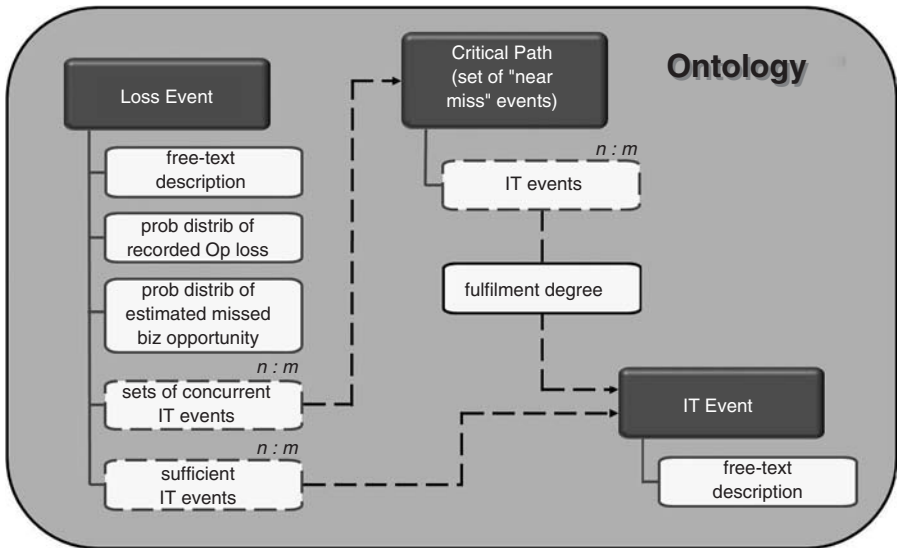 Ontology
Loss Event
free-text
description
prob distrib of
recorded Op loss
prob distrib of
estimated missed
biz opportunity
n : m
sets of concurrent
IT events
n : m
sufficient
IT events
Critical Path
(set of "near
miss" events)
n : m
IT events
fulfilment degree
IT Event
free-text
description